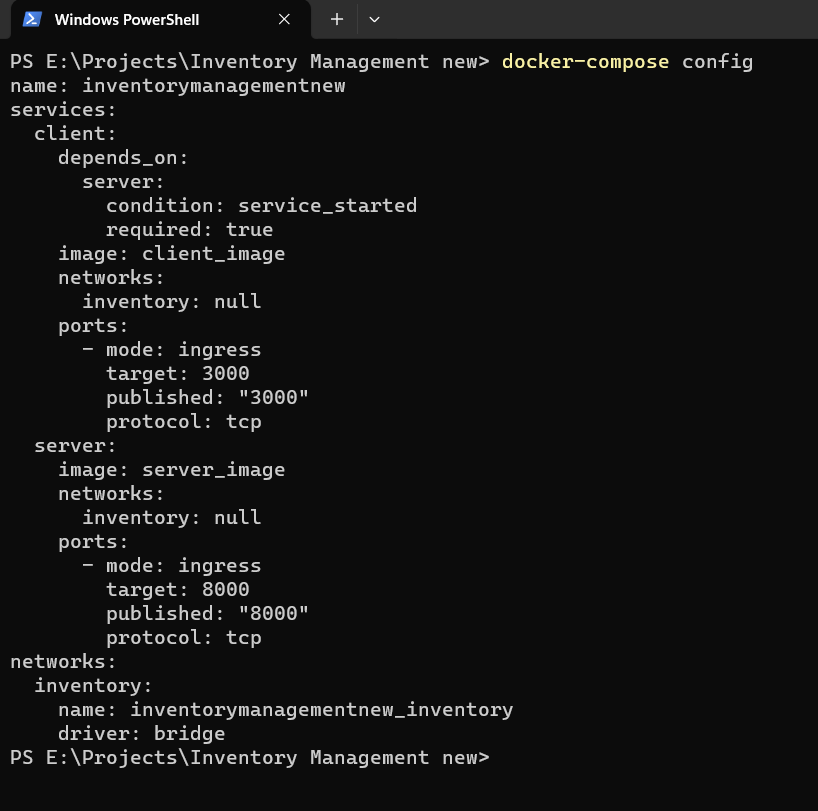 Windows PowerShell
PS E:\Projects\Inventory Management new> docker-compose config
name: inventorymanagementnew
services:
  client:
    depends_on:
      server:
        condition: service_started
        required: true
    image: client_image
    networks:
      inventory: null
    ports:
      - mode: ingress
        target: 3000
        published: "3000"
        protocol: tcp
  server:
    image: server_image
    networks:
      inventory: null
    ports:
      - mode: ingress
        target: 8000
        published: "8000"
        protocol: tcp
networks:
  inventory:
    name: inventorymanagementnew_inventory
    driver: bridge
PS E:\Projects\Inventory Management new>